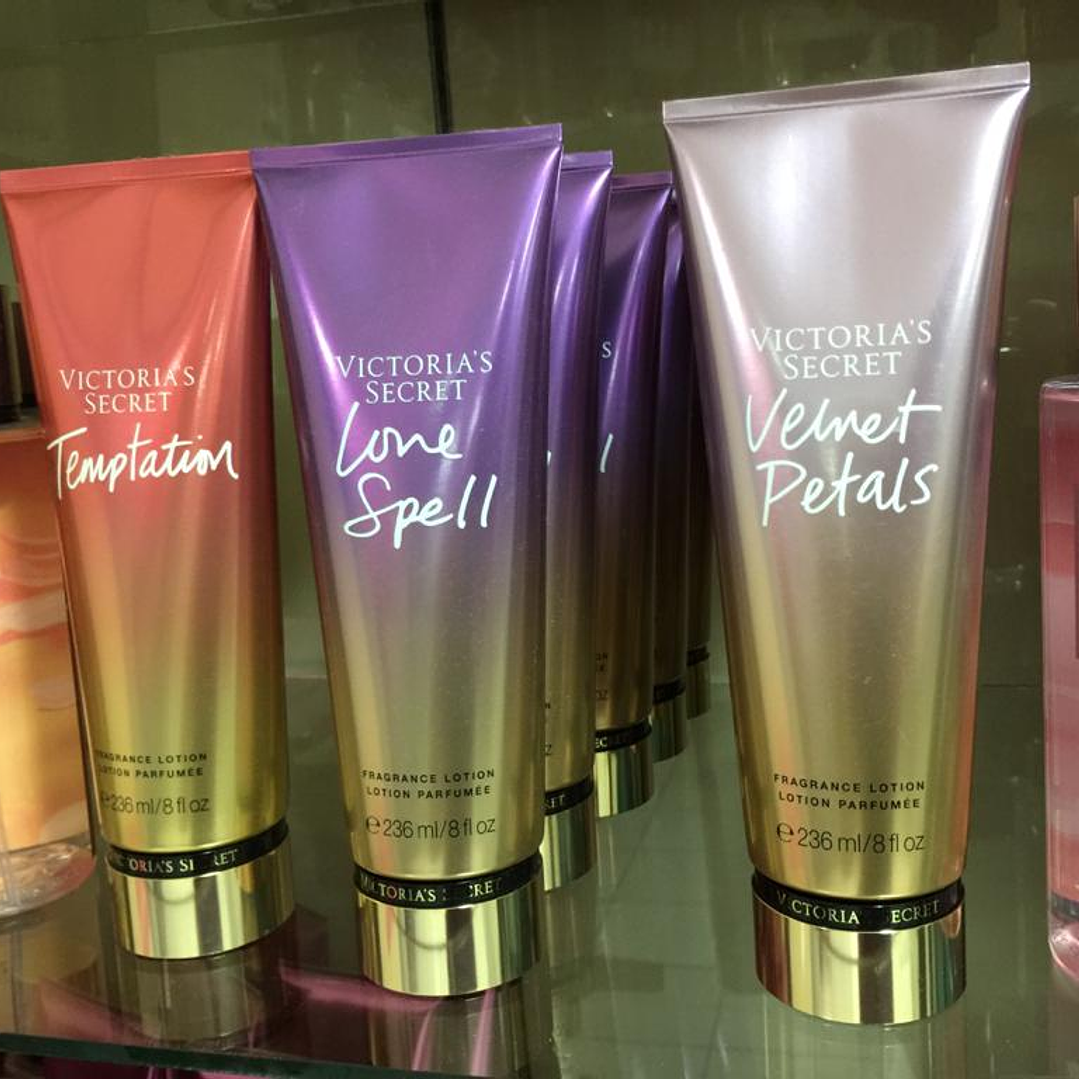 VICTORIA'S
SECRET
Temptation
FRAGRANCE LOTION
LOTION PARFUMÉE
e 236 ml/8 fl oz
VICTORIA'S
SECRET
Love
Spell
FRAGRANCE LOTION
LOTION PARFUMÉE
e 236 ml/8 fl oz
VICTORIA'S SECRET
VICTORIA'S
SECRET
Velvet
Petals
FRAGRANCE LOTION
LOTION PARFUMÉE
e 236 ml/8 fl oz
VICTORIA SECRET